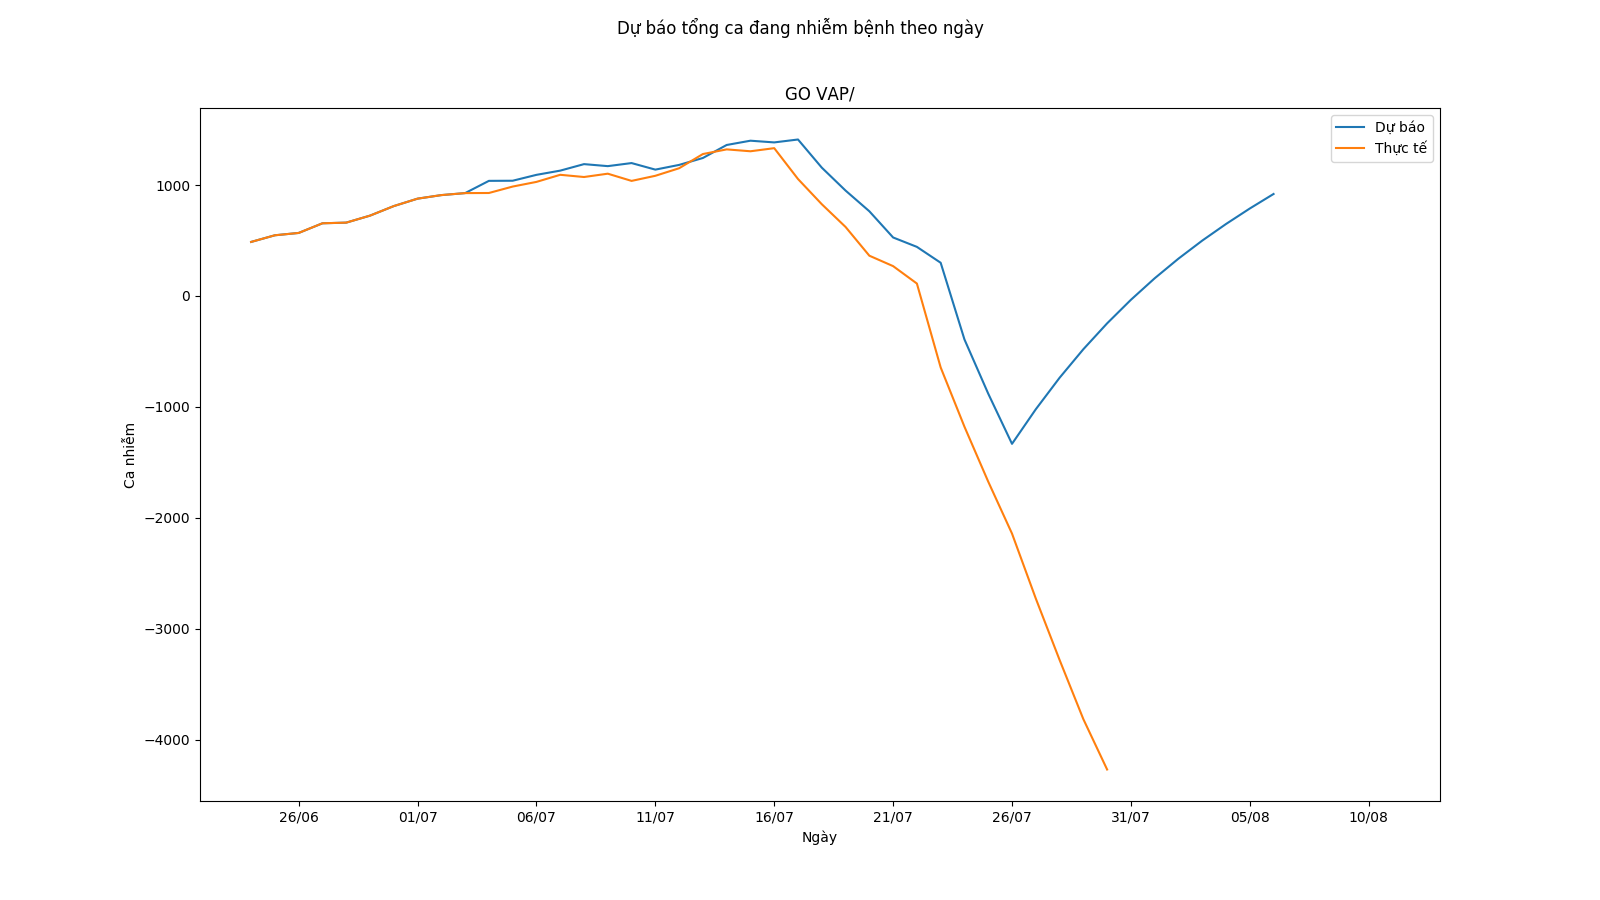 Dự báo tổng ca đang nhiễm bệnh theo ngày
GO VAP/
Dự báo
Thực tế
1000
0
−1000
−2000
−3000
−4000
Ca nhiễm
26/06
01/07
06/07
11/07
16/07
21/07
26/07
31/07
05/08
10/08
Ngày